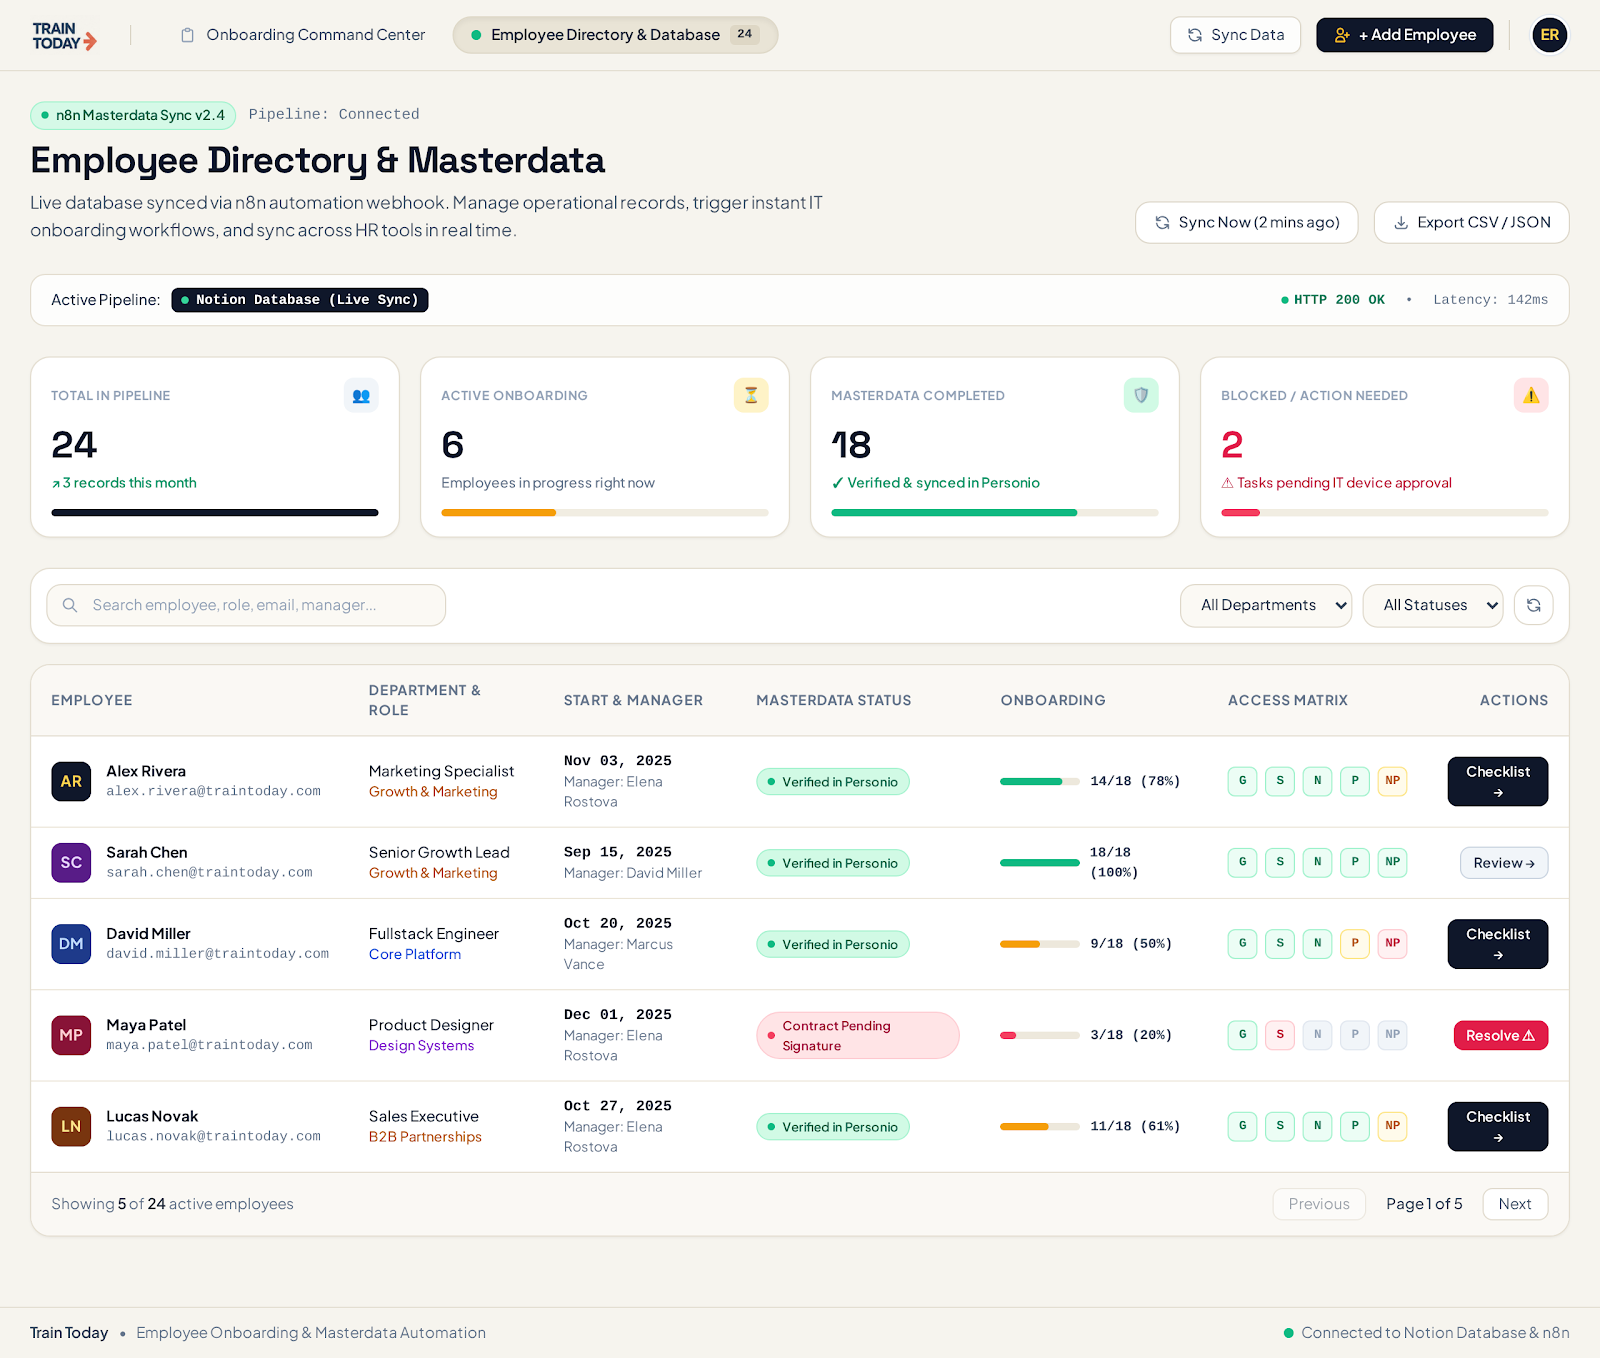 TRAIN
TODAY
Onboarding Command Center
Employee Directory & Database 24
Sync Data
+ Add Employee
ER
n8n Masterdata Sync v2.4
Pipeline: Connected
Employee Directory & Masterdata
Live database synced via n8n automation webhook. Manage operational records, trigger instant IT
onboarding workflows, and sync across HR tools in real time.
Sync Now (2 mins ago)
Export CSV / JSON
Active Pipeline: Notion Database (Live Sync)
HTTP 200 OK • Latency: 142ms
TOTAL IN PIPELINE
24
↗ 3 records this month
ACTIVE ONBOARDING
6
Employees in progress right now
MASTERDATA COMPLETED
18
✓ Verified & synced in Personio
BLOCKED / ACTION NEEDED
2
⚠ Tasks pending IT device approval
Search employee, role, email, manager...
All Departments
All Statuses
EMPLOYEE
DEPARTMENT &
ROLE
START & MANAGER
MASTERDATA STATUS
ONBOARDING
ACCESS MATRIX
ACTIONS
AR
Alex Rivera
alex.rivera@traintoday.com
Marketing Specialist
Growth & Marketing
Nov 03, 2025
Manager: Elena
Rostova
Verified in Personio
14/18 (78%)
G S N P NP
Checklist
→
SC
Sarah Chen
sarah.chen@traintoday.com
Senior Growth Lead
Growth & Marketing
Sep 15, 2025
Manager: David Miller
Verified in Personio
18/18
(100%)
G S N P NP
Review →
DM
David Miller
david.miller@traintoday.com
Fullstack Engineer
Core Platform
Oct 20, 2025
Manager: Marcus
Vance
Verified in Personio
9/18 (50%)
G S N P NP
Checklist
→
MP
Maya Patel
maya.patel@traintoday.com
Product Designer
Design Systems
Dec 01, 2025
Manager: Elena
Rostova
Contract Pending
Signature
3/18 (20%)
G S N P NP
Resolve ⚠
LN
Lucas Novak
lucas.novak@traintoday.com
Sales Executive
B2B Partnerships
Oct 27, 2025
Manager: Elena
Rostova
Verified in Personio
11/18 (61%)
G S N P NP
Checklist
→
Showing 5 of 24 active employees
Previous
Page 1 of 5
Next
Train Today • Employee Onboarding & Masterdata Automation
Connected to Notion Database & n8n